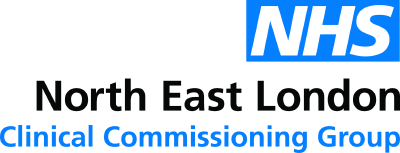 NHS
North East London
Clinical Commissioning Group